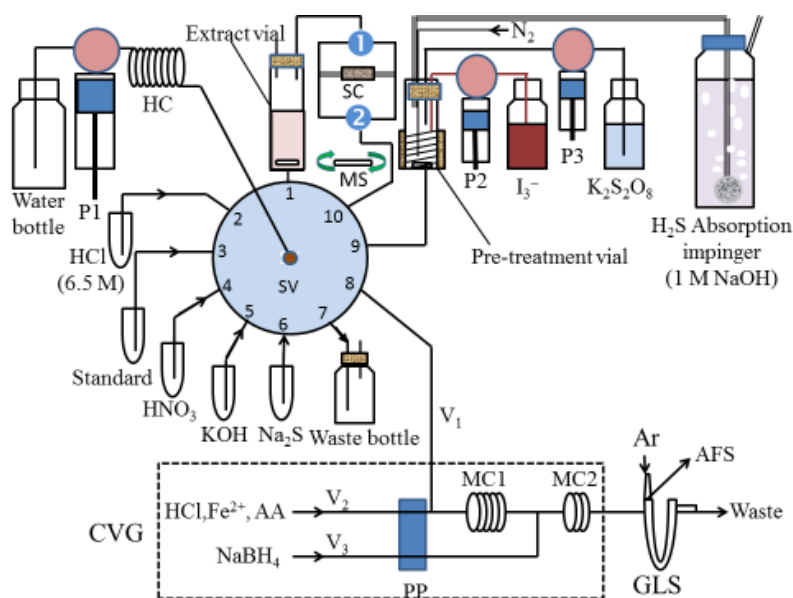 Extract vial
N₂
1
SC
2
HC
MS
P1
P2
I₃⁻
P3
K₂S₂O₈
Water
bottle
H₂S Absorption
impinger
(1 M NaOH)
Pre-treatment vial
HCl
(6.5 M)
1
2
3
4
5
6
7
8
9
10
SV
Standard
HNO₃
KOH
Na₂S
Waste bottle
V₁
Ar
AFS
MC1
MC2
HCl,Fe²⁺, AA
V₂
Waste
CVG
NaBH₄
V₃
PP
GLS